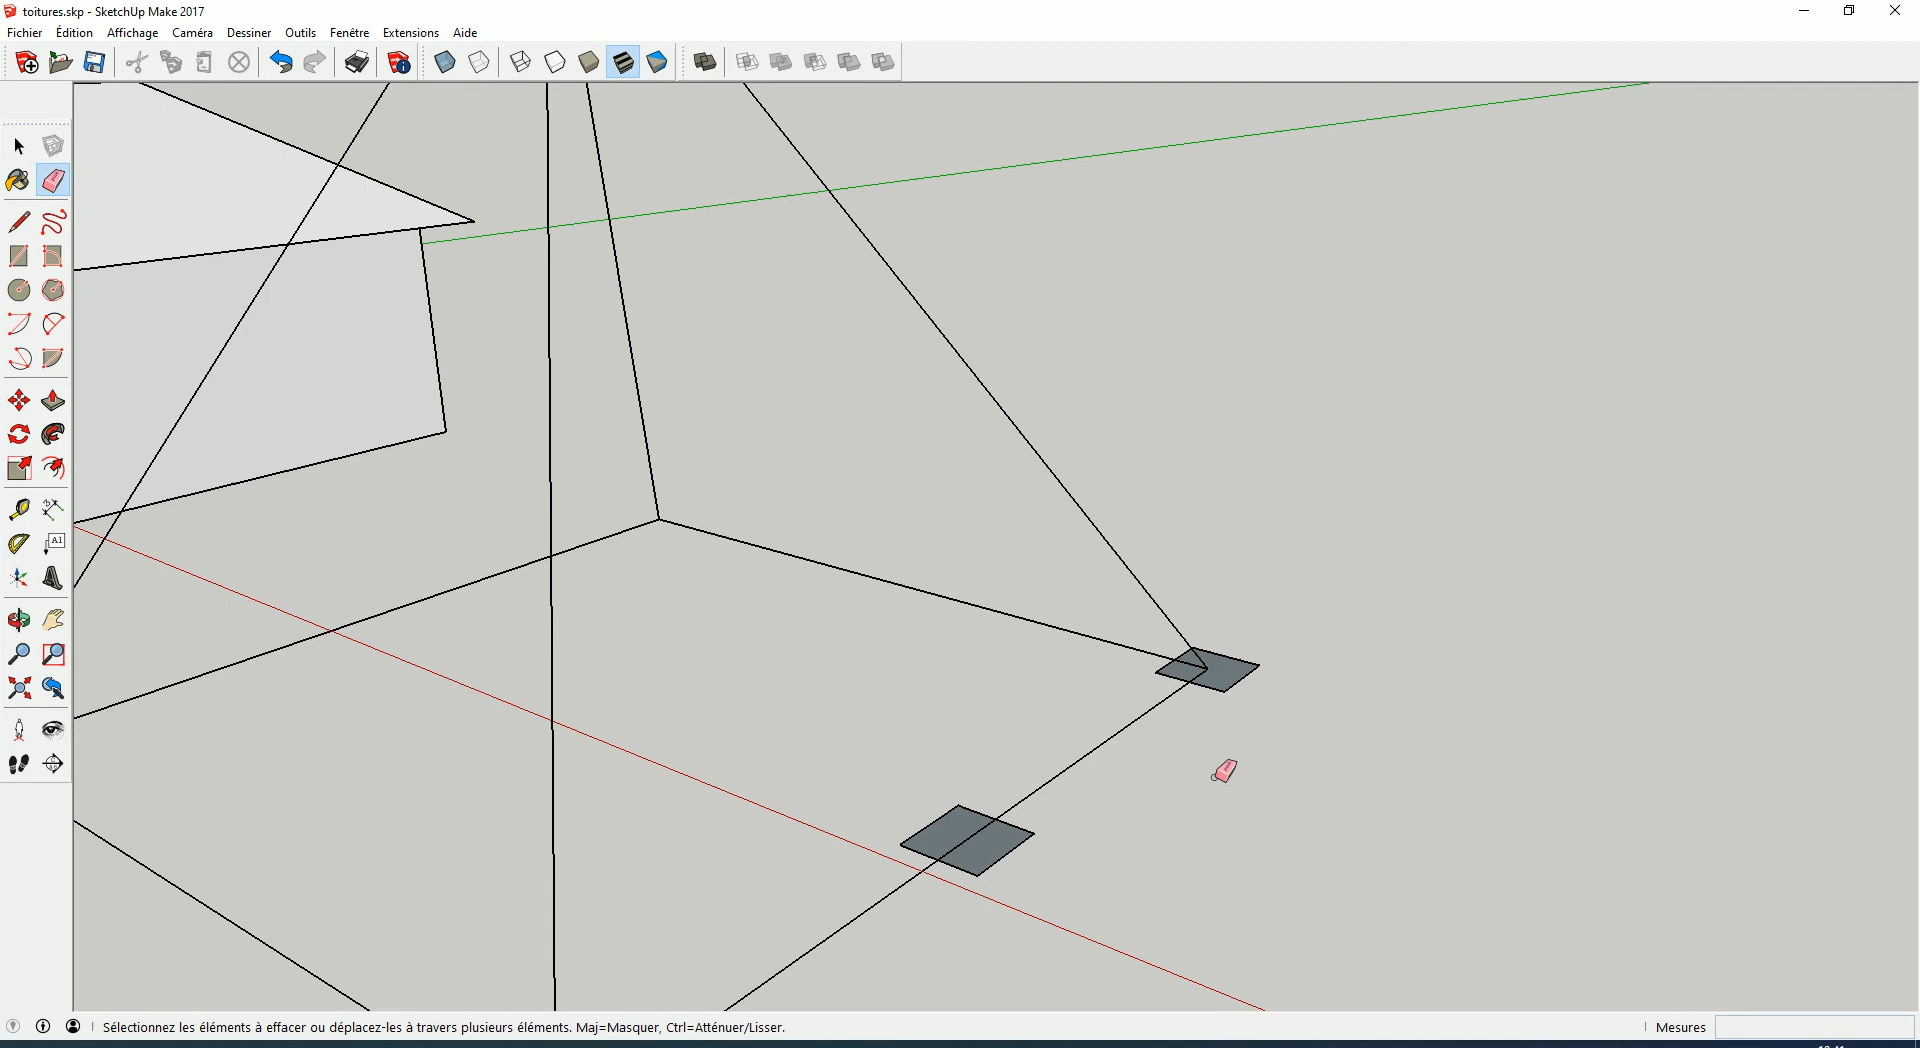 toitures.skp - SketchUp Make 2017
Fichier Édition Affichage Caméra Dessiner Outils Fenêtre Extensions Aide
A1
Sélectionnez les éléments à effacer ou déplacez-les à travers plusieurs éléments. Maj=Masquer, Ctrl=Atténuer/Lisser.
Mesures